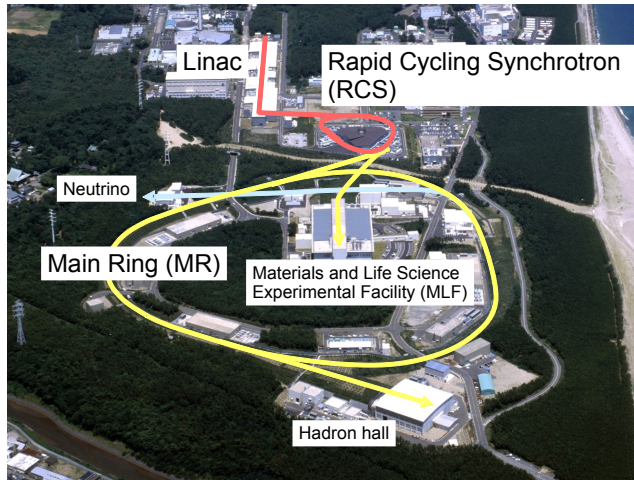 Linac
Rapid Cycling Synchrotron
(RCS)
Neutrino
Main Ring (MR)
Materials and Life Science
Experimental Facility (MLF)
Hadron hall